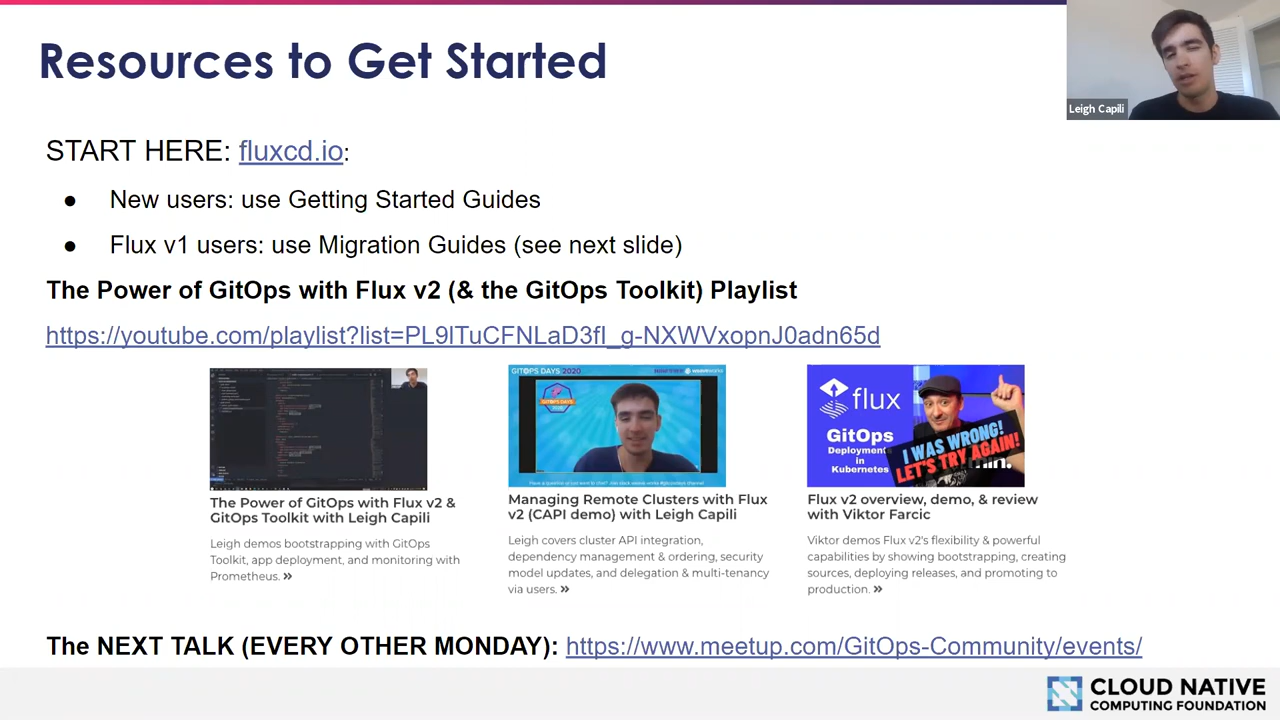 Resources to Get Started
Leigh Capili
START HERE: fluxcd.io:
● New users: use Getting Started Guides
● Flux v1 users: use Migration Guides (see next slide)
The Power of GitOps with Flux v2 (& the GitOps Toolkit) Playlist
https://youtube.com/playlist?list=PL9lTuCFNLaD3fI_g-NXWVxopnJ0adn65d
GITOPS DAYS 2020
flux
GitOps
Deployment
in
Kubernetes
I WAS WRONG!
LET'S TRY AGAIN!
The Power of GitOps with Flux v2 &
GitOps Toolkit with Leigh Capili
Leigh demos bootstrapping with GitOps
Toolkit, app deployment, and monitoring with
Prometheus. »
Managing Remote Clusters with Flux
v2 (CAPI demo) with Leigh Capili
Leigh covers cluster API integration,
dependency management & ordering, security
model updates, and delegation & multi-tenancy
via users. »
Flux v2 overview, demo, & review
with Viktor Farcic
Viktor demos Flux v2's flexibility & powerful
capabilities by showing bootstrapping, creating
sources, deploying releases, and promoting to
production. »
The NEXT TALK (EVERY OTHER MONDAY): https://www.meetup.com/GitOps-Community/events/
CLOUD NATIVE
COMPUTING FOUNDATION